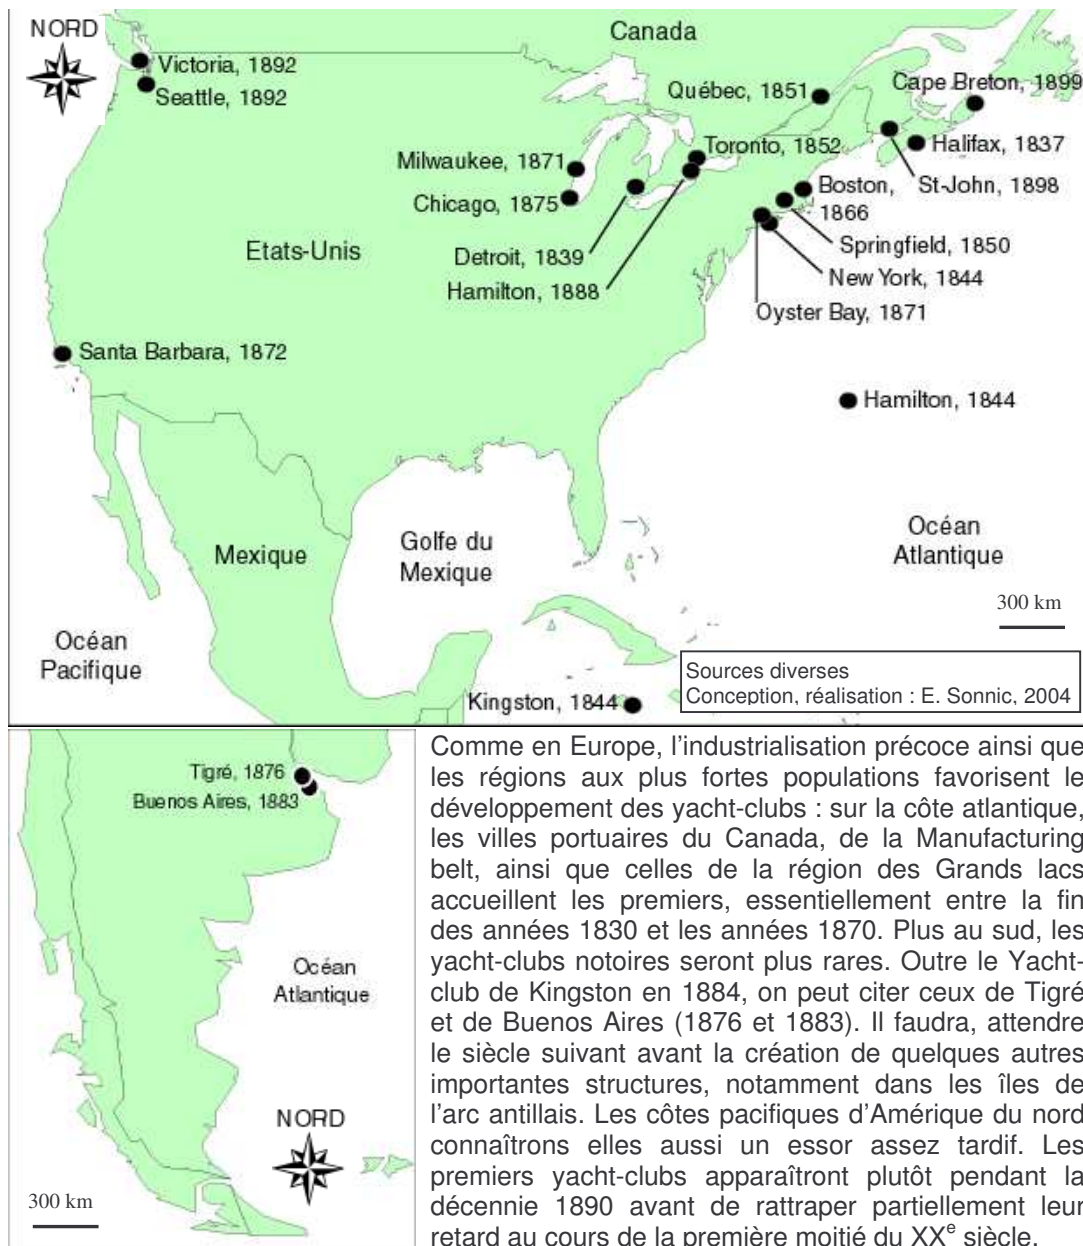 NORD
Canada
Victoria, 1892
Seattle, 1892
Québec, 1851
Cape Breton, 1899
Milwaukee, 1871
Toronto, 1852
Halifax, 1837
Chicago, 1875
Boston,
1866
St-John, 1898
Etats-Unis
Detroit, 1839
Springfield, 1850
Hamilton, 1888
New York, 1844
Oyster Bay, 1871
Santa Barbara, 1872
Hamilton, 1844
Mexique
Golfe du
Mexique
Océan
Atlantique
300 km
Océan
Pacifique
Sources diverses
Conception, réalisation : E. Sonnic, 2004
Kingston, 1844
Tigré, 1876
Buenos Aires, 1883
Océan
Atlantique
NORD
300 km
Comme en Europe, l'industrialisation précoce ainsi que
les régions aux plus fortes populations favorisent le
développement des yacht-clubs : sur la côte atlantique,
les villes portuaires du Canada, de la Manufacturing
belt, ainsi que celles de la région des Grands lacs
accueillent les premiers, essentiellement entre la fin
des années 1830 et les années 1870. Plus au sud, les
yacht-clubs notoires seront plus rares. Outre le Yacht-
club de Kingston en 1884, on peut citer ceux de Tigré
et de Buenos Aires (1876 et 1883). Il faudra, attendre
le siècle suivant avant la création de quelques autres
importantes structures, notamment dans les îles de
l'arc antillais. Les côtes pacifiques d'Amérique du nord
connaîtrons elles aussi un essor assez tardif. Les
premiers yacht-clubs apparaîtront plutôt pendant la
décennie 1890 avant de rattraper partiellement leur
retard au cours de la première moitié du XXe siècle.